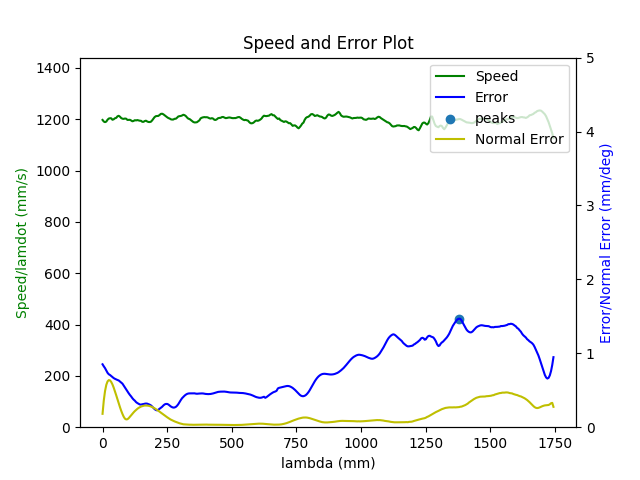 Speed and Error Plot
Speed
Error
peaks
Normal Error
1400
1200
1000
800
600
400
200
0
Speed/lamdot (mm/s)
5
4
3
2
1
0
Error/Normal Error (mm/deg)
0
250
500
750
1000
1250
1500
1750
lambda (mm)